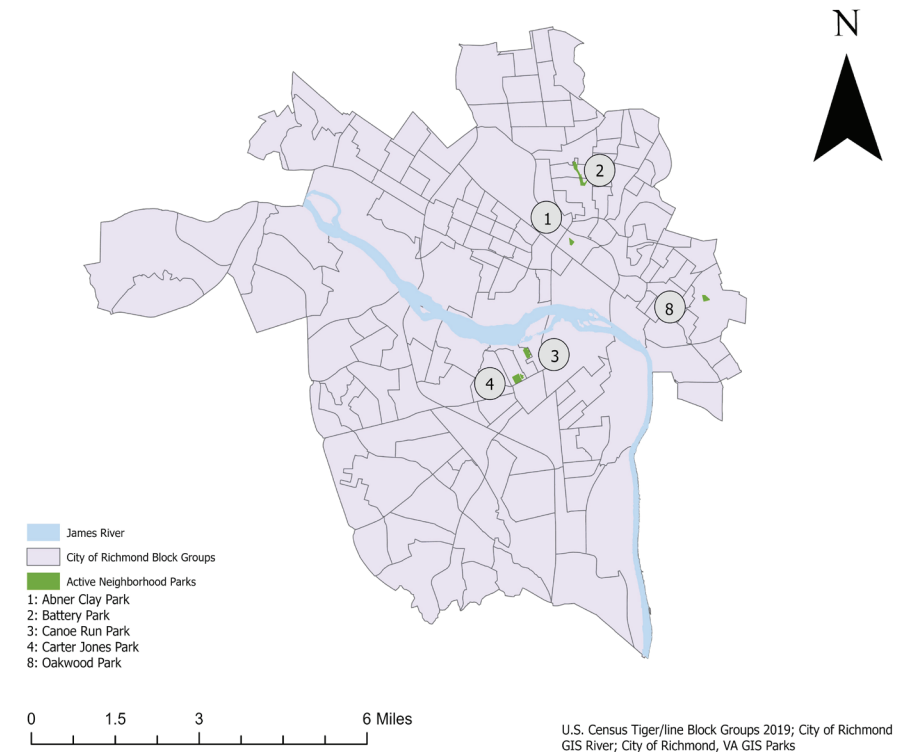 N
2
1
8
3
4
James River
City of Richmond Block Groups
Active Neighborhood Parks
1: Abner Clay Park
2: Battery Park
3: Canoe Run Park
4: Carter Jones Park
8: Oakwood Park
0 1.5 3 6 Miles
U.S. Census Tiger/line Block Groups 2019; City of Richmond
GIS River; City of Richmond, VA GIS Parks